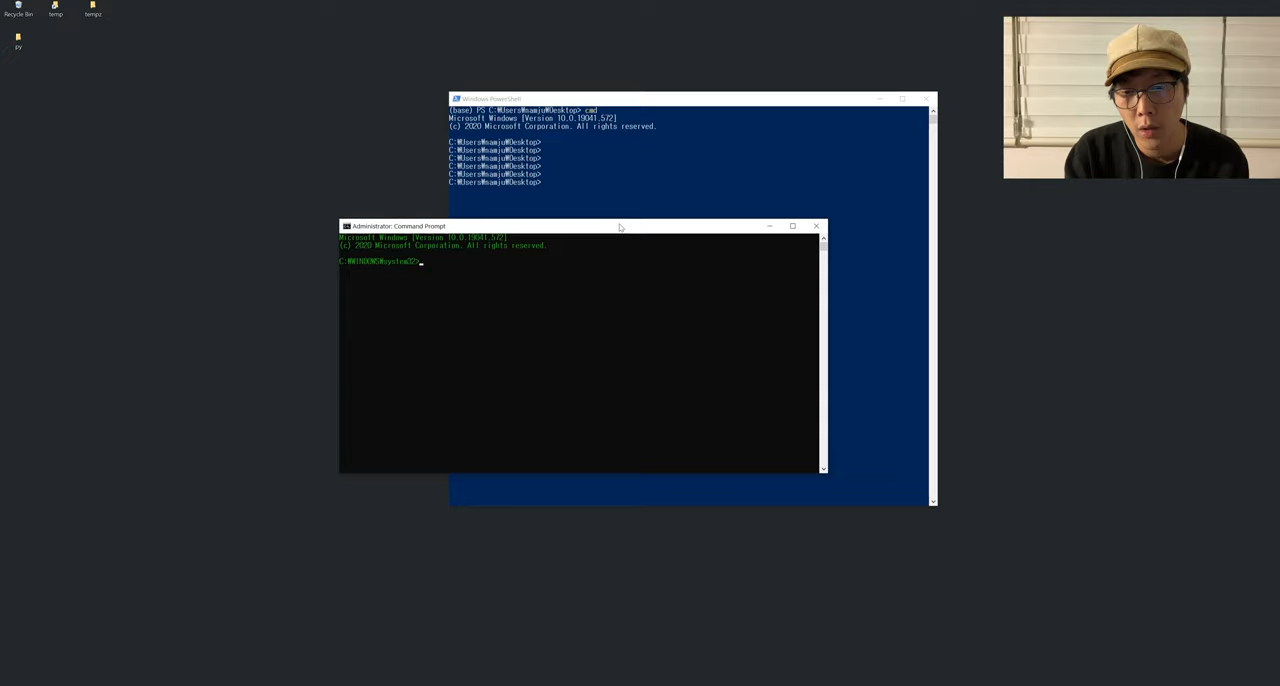 Recycle Bin
temp
tempz
py
Windows PowerShell
(base) PS C:₩Users₩namju₩Desktop> cmd
Microsoft Windows [Version 10.0.19041.572]
(c) 2020 Microsoft Corporation. All rights reserved.
C:₩Users₩namju₩Desktop>
C:₩Users₩namju₩Desktop>
C:₩Users₩namju₩Desktop>
C:₩Users₩namju₩Desktop>
C:₩Users₩namju₩Desktop>
C:₩Users₩namju₩Desktop>
Administrator: Command Prompt
Microsoft Windows [Version 10.0.19041.572]
(c) 2020 Microsoft Corporation. All rights reserved.
C:₩WINDOWS₩system32>